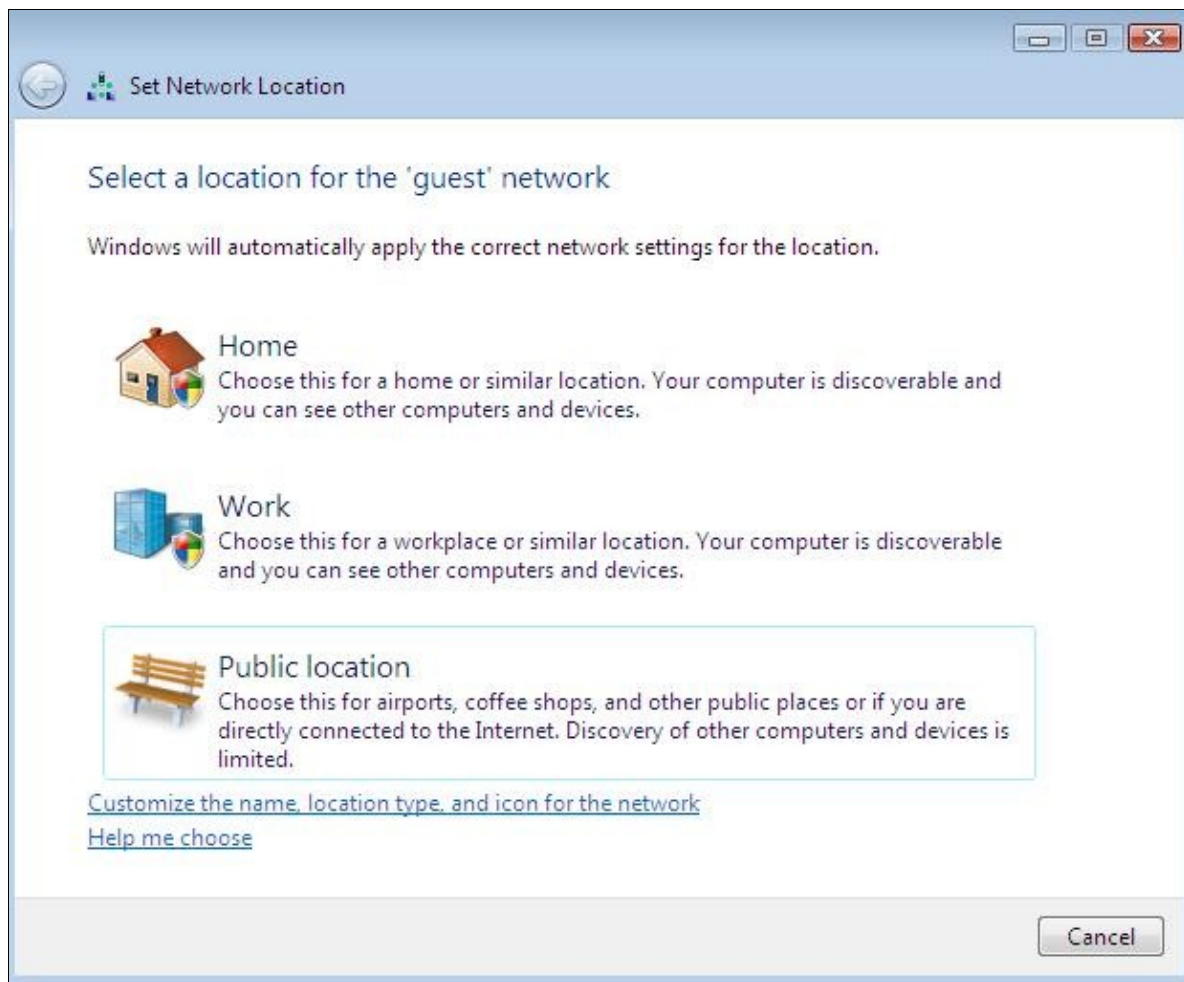 Set Network Location
Select a location for the 'guest' network
Windows will automatically apply the correct network settings for the location.
Home
Choose this for a home or similar location. Your computer is discoverable and
you can see other computers and devices.
Work
Choose this for a workplace or similar location. Your computer is discoverable
and you can see other computers and devices.
Public location
Choose this for airports, coffee shops, and other public places or if you are
directly connected to the Internet. Discovery of other computers and devices is
limited.
Customize the name, location type, and icon for the network
Help me choose
Cancel